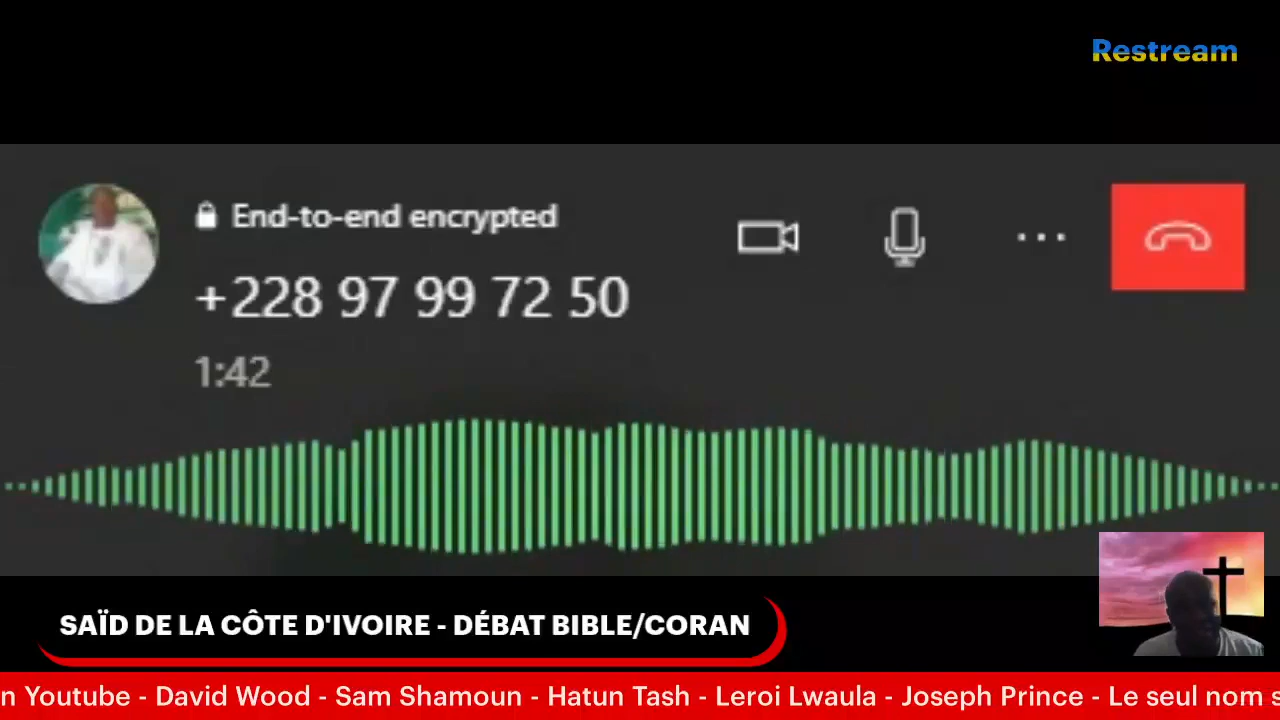 Restream
End-to-end encrypted
+228 97 99 72 50
1:42
SAÏD DE LA CÔTE D'IVOIRE - DÉBAT BIBLE/CORAN
n Youtube - David Wood - Sam Shamoun - Hatun Tash - Leroi Lwaula - Joseph Prince - Le seul nom s